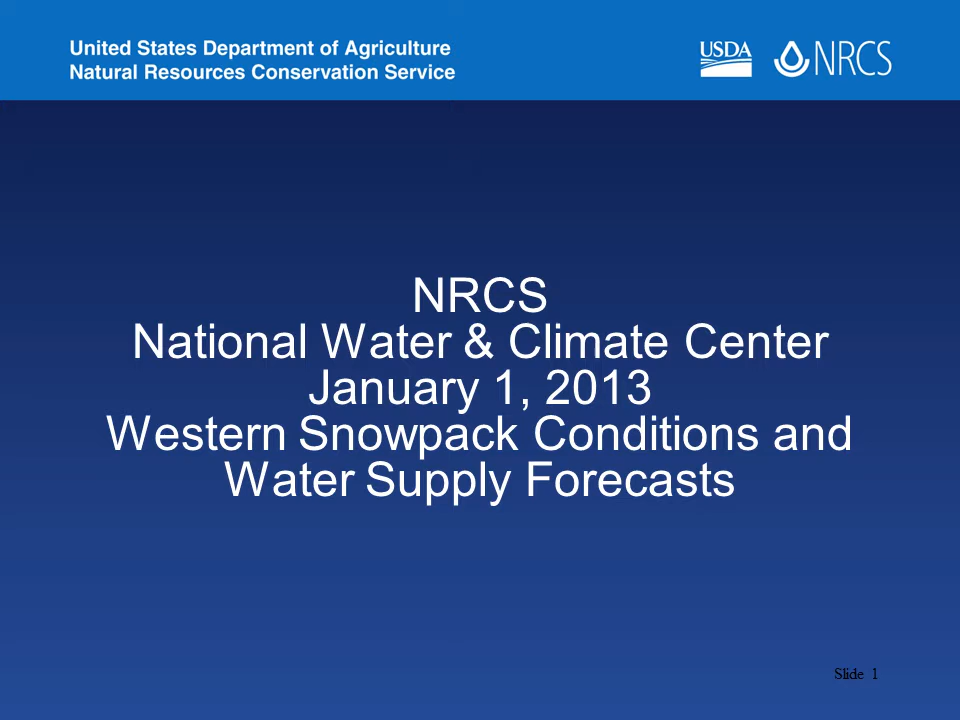 United States Department of Agriculture
Natural Resources Conservation Service
USDA
NRCS
NRCS
National Water & Climate Center
January 1, 2013
Western Snowpack Conditions and
Water Supply Forecasts
Slide 1